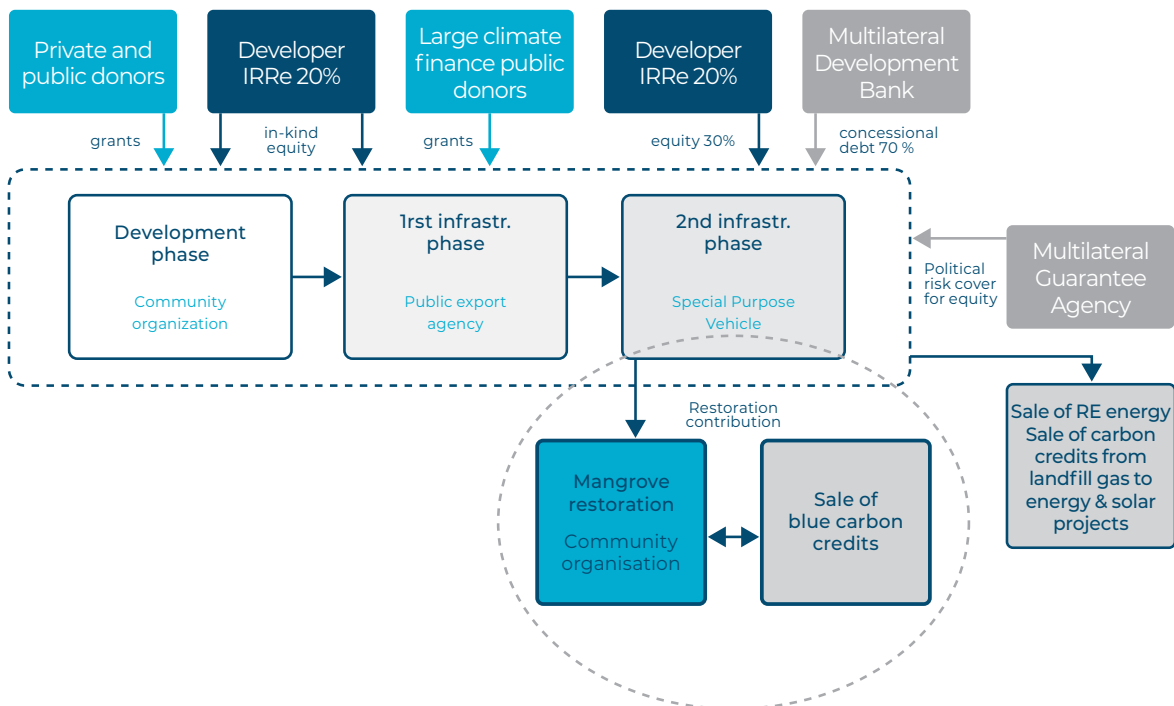 Private and
public donors
Developer
IRRe 20%
Large climate
finance public
donors
Developer
IRRe 20%
Multilateral
Development
Bank
grants
in-kind
equity
grants
equity 30%
concessional
debt 70 %
Development
phase
Community
organization
1rst infrastr.
phase
Public export
agency
2nd infrastr.
phase
Special Purpose
Vehicle
Political
risk cover
for equity
Multilateral
Guarantee
Agency
Restoration
contribution
Mangrove
restoration
Community
organisation
Sale of
blue carbon
credits
Sale of RE energy
Sale of carbon
credits from
landfill gas to
energy & solar
projects